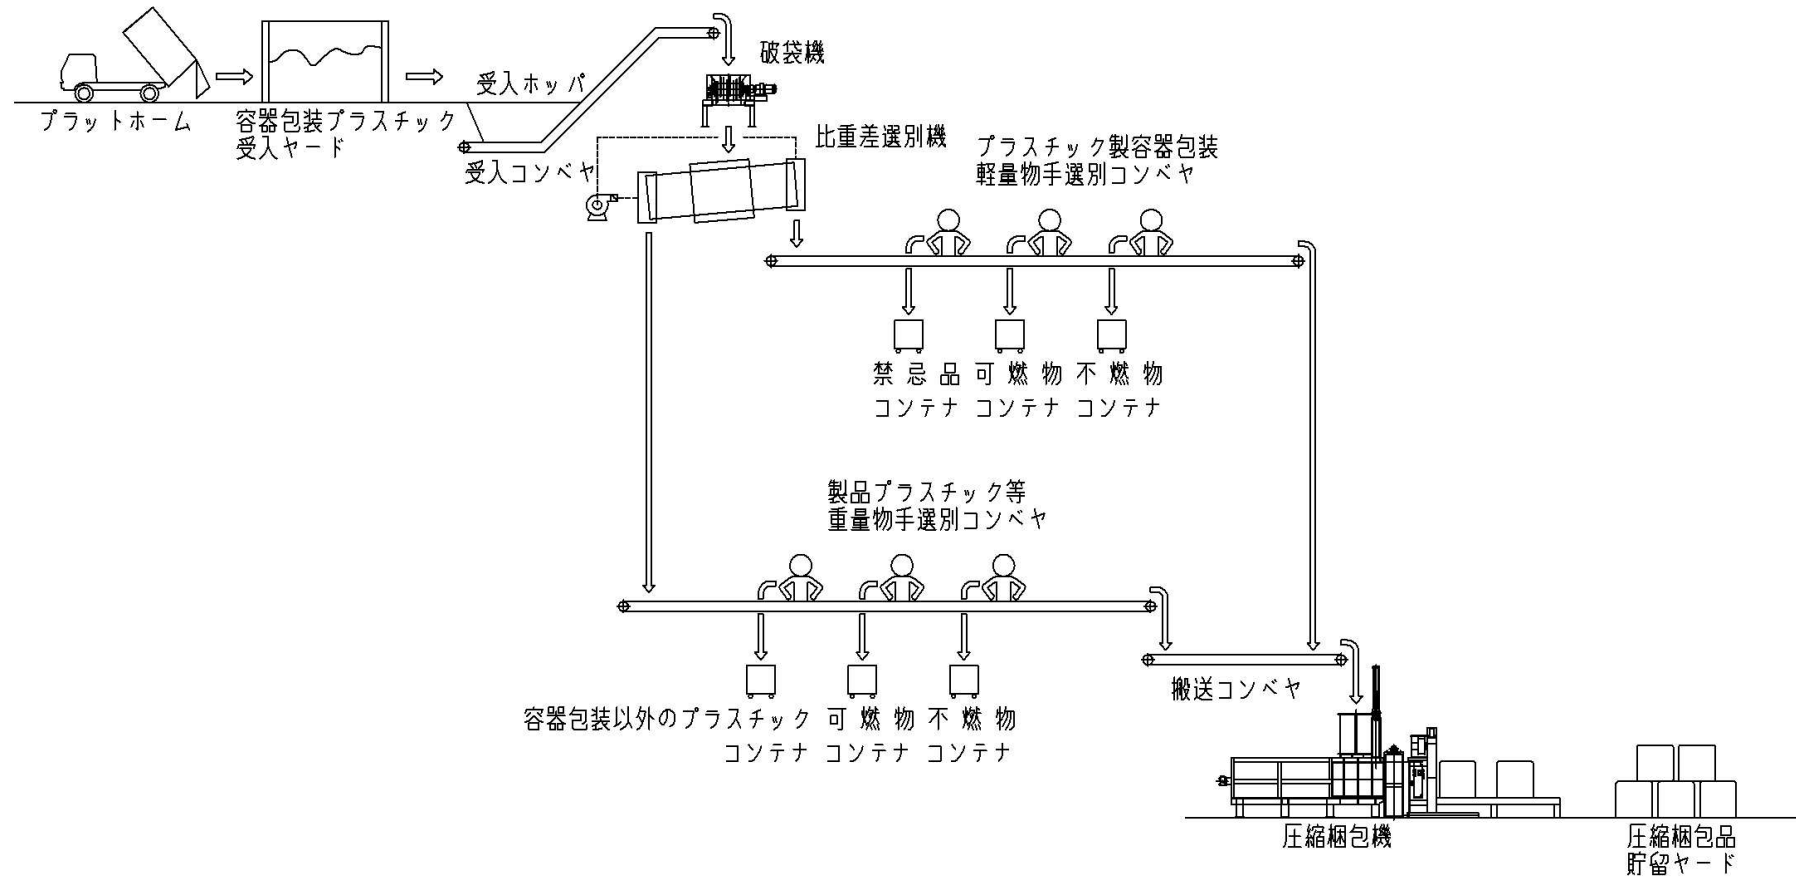 プラットホーム
容器包装プラスチック
受入ヤード
受入ホッパ
受入コンベヤ
破袋機
比重差選別機
プラスチック製容器包装
軽量物手選別コンベヤ
禁忌品 可燃物 不燃物
コンテナ コンテナ コンテナ
製品プラスチック等
重量物手選別コンベヤ
容器包装以外のプラスチック 可燃物 不燃物
コンテナ コンテナ コンテナ
搬送コンベヤ
圧縮梱包機
圧縮梱包品
貯留ヤード